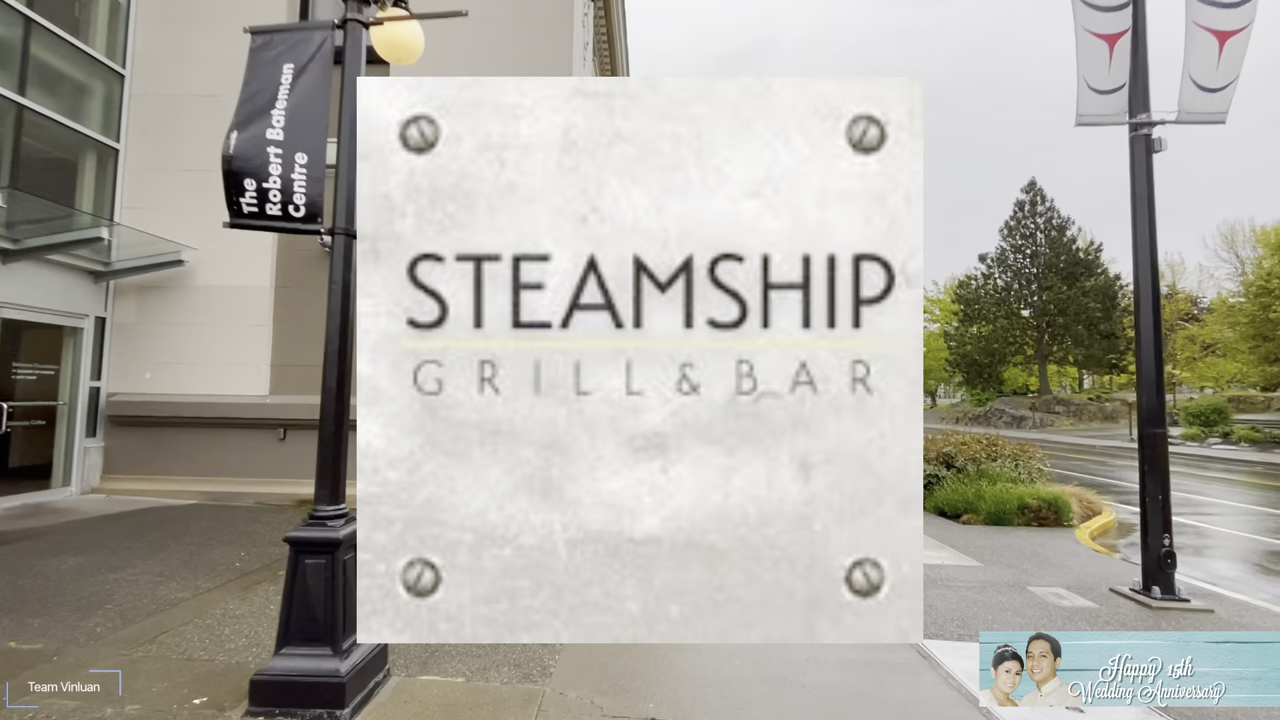 The
Robert Bateman
Centre
STEAMSHIP
GRILL & BAR
Team Vinluan
Happy 15th
Wedding Anniversary